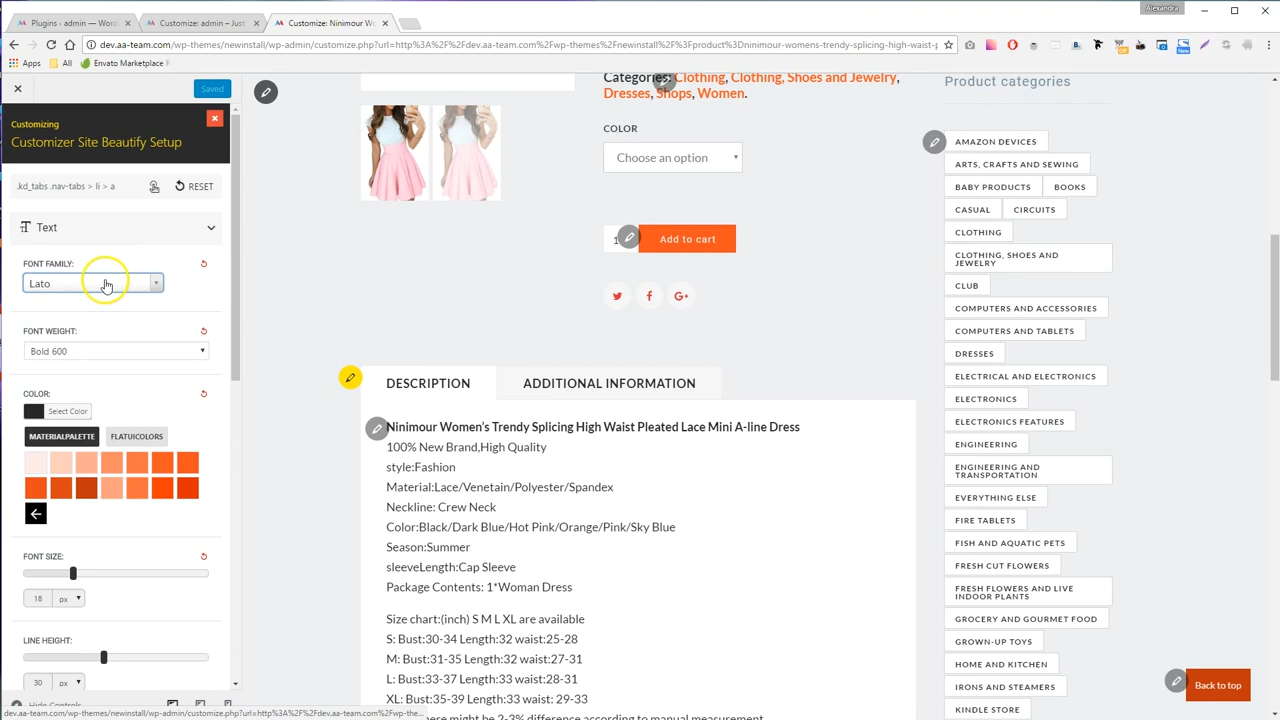 Alexandra
Plugins ‹ admin — Word
Customize: admin – Just
Customize: Ninimour Wo
dev.aa-team.com/wp-themes/newinstall/wp-admin/customize.php?url=http%3A%2F%2Fdev.aa-team.com%2Fwp-themes%2Fnewinstall%2F%3Fproduct%3Dninimour-womens-trendy-splicing-high-waist-p
Apps
All
Envato Marketplace
Saved
Customizing
Customizer Site Beautify Setup
.kd_tabs .nav-tabs > li > a
RESET
Text
FONT FAMILY:
Lato
FONT WEIGHT:
Bold 600
COLOR:
Select Color
MATERIALPALETTE
FLATUICOLORS
FONT SIZE:
18
px
LINE HEIGHT:
30
px
Hide Controls
dev.aa-team.com/wp-themes/newinstall/wp-admin/customize.php?url=http%3A%2F%2Fdev.aa-team.com%2Fwp-the...
Categories: Clothing, Clothing, Shoes and Jewelry,
Dresses, Shops, Women.
COLOR
Choose an option
1
Add to cart
DESCRIPTION
ADDITIONAL INFORMATION
Ninimour Women's Trendy Splicing High Waist Pleated Lace Mini A-line Dress
100% New Brand,High Quality
style:Fashion
Material:Lace/Venetain/Polyester/Spandex
Neckline: Crew Neck
Color:Black/Dark Blue/Hot Pink/Orange/Pink/Sky Blue
Season:Summer
sleeveLength:Cap Sleeve
Package Contents: 1*Woman Dress
Size chart:(inch) S M L XL are available
S: Bust:30-34 Length:32 waist:25-28
M: Bust:31-35 Length:32 waist:27-31
L: Bust:33-37 Length:33 waist:28-31
XL: Bust:35-39 Length:33 waist: 29-33
here might be 2-3% difference according to manual measurement
Product categories
AMAZON DEVICES
ARTS, CRAFTS AND SEWING
BABY PRODUCTS
BOOKS
CASUAL
CIRCUITS
CLOTHING
CLOTHING, SHOES AND
JEWELRY
CLUB
COMPUTERS AND ACCESSORIES
COMPUTERS AND TABLETS
DRESSES
ELECTRICAL AND ELECTRONICS
ELECTRONICS
ELECTRONICS FEATURES
ENGINEERING
ENGINEERING AND
TRANSPORTATION
EVERYTHING ELSE
FIRE TABLETS
FISH AND AQUATIC PETS
FRESH CUT FLOWERS
FRESH FLOWERS AND LIVE
INDOOR PLANTS
GROCERY AND GOURMET FOOD
GROWN-UP TOYS
HOME AND KITCHEN
IRONS AND STEAMERS
KINDLE STORE
Back to top